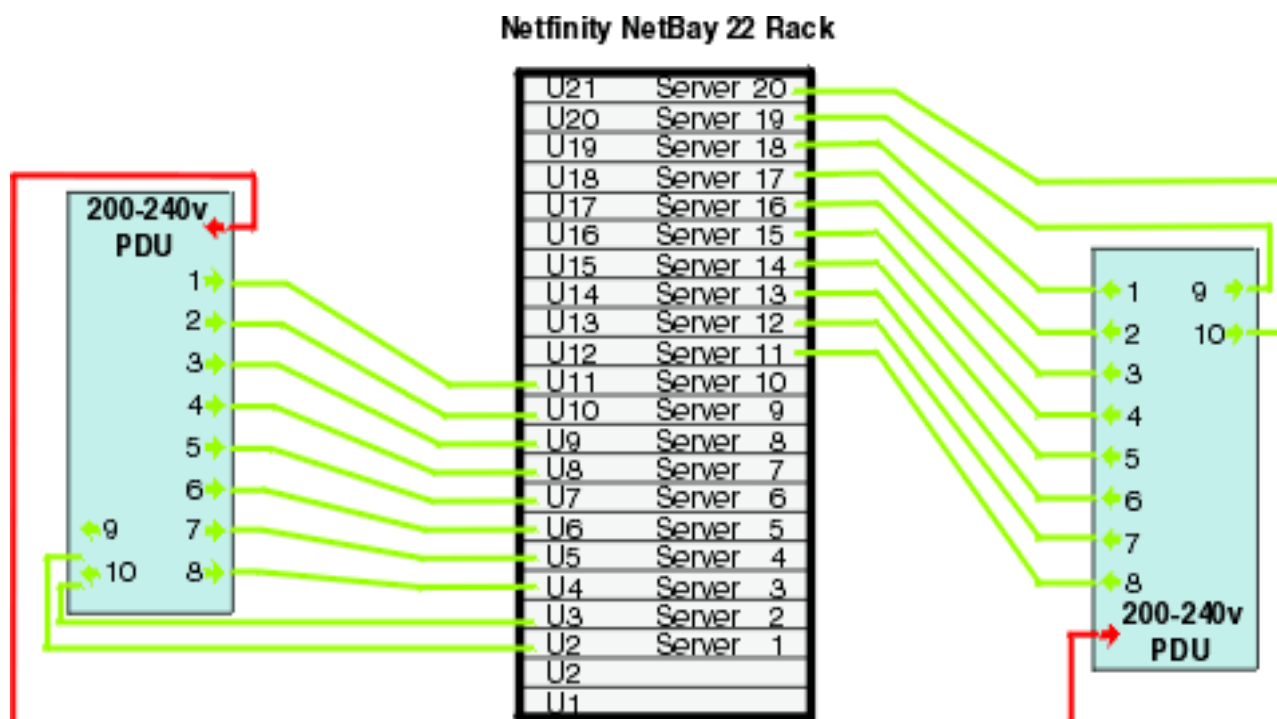 Netfinity NetBay 22 Rack
200-240v
PDU
1
2
3
4
5
6
9 7
10 8
U21 Server 20
U20 Server 19
U19 Server 18
U18 Server 17
U17 Server 16
U16 Server 15
U15 Server 14
U14 Server 13
U13 Server 12
U12 Server 11
U11 Server 10
U10 Server 9
U9 Server 8
U8 Server 7
U7 Server 6
U6 Server 5
U5 Server 4
U4 Server 3
U3 Server 2
U2 Server 1
U2
U1
1 9
2 10
3
4
5
6
7
8
200-240v
PDU